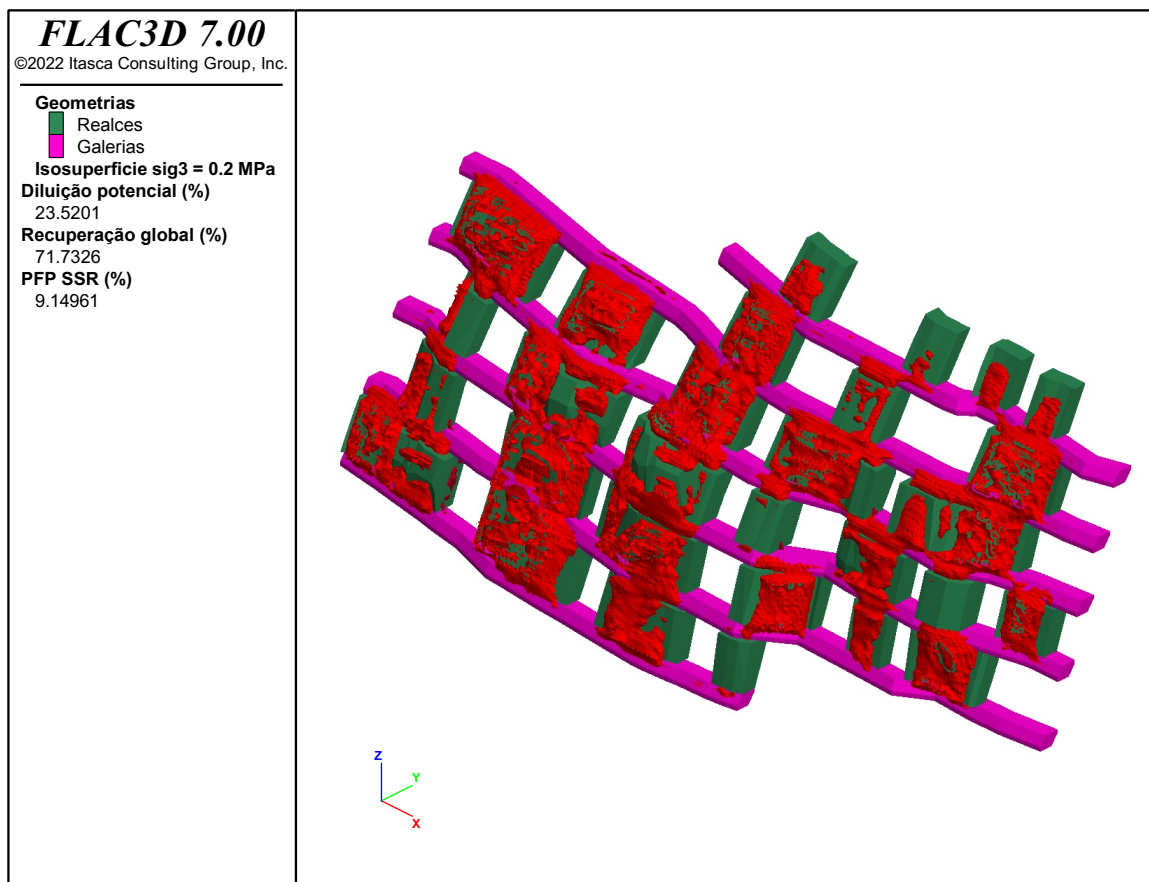 FLAC3D 7.00
©2022 Itasca Consulting Group, Inc.
Geometrias
Realces
Galerias
Isosuperficie sig3 = 0.2 MPa
Diluição potencial (%)
23.5201
Recuperação global (%)
71.7326
PFP SSR (%)
9.14961
Z
Y
X